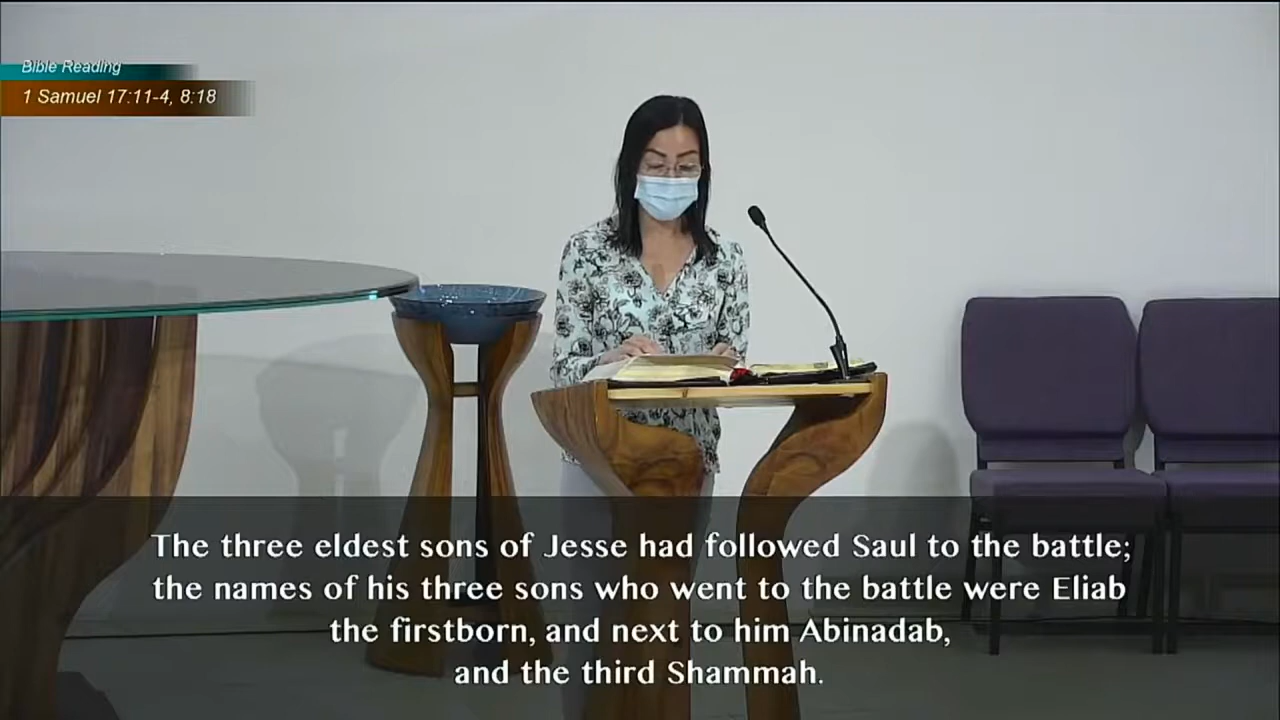 Bible Reading
1 Samuel 17:11-4, 8:18
The three eldest sons of Jesse had followed Saul to the battle;
the names of his three sons who went to the battle were Eliab
the firstborn, and next to him Abinadab,
and the third Shammah.